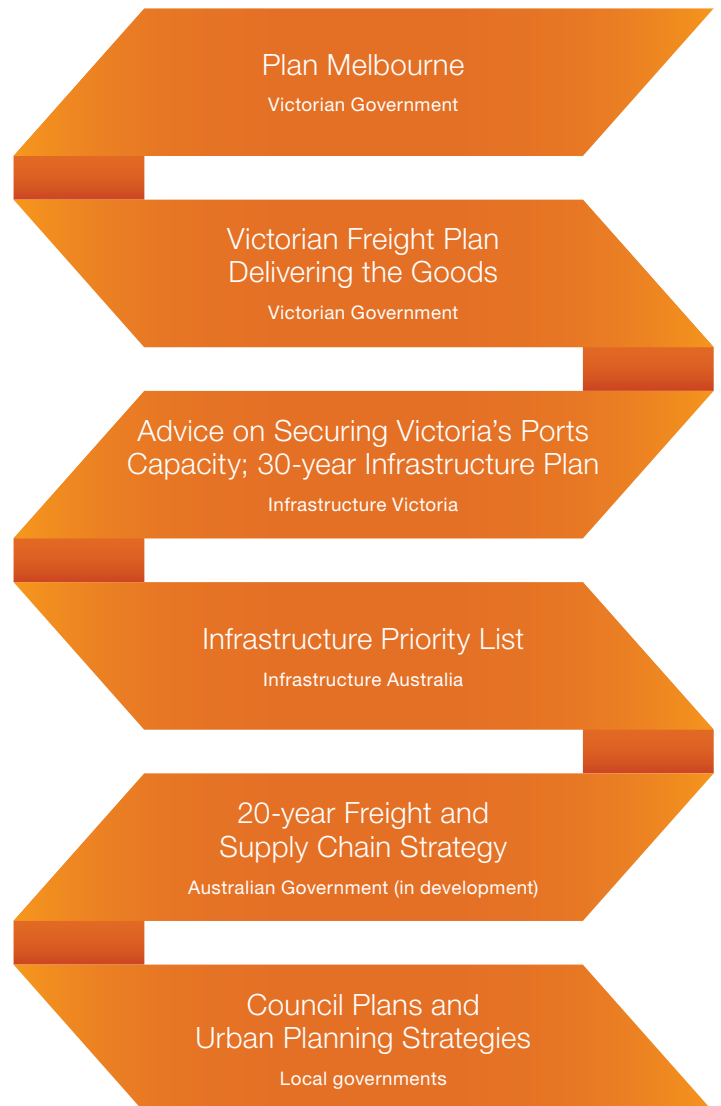 Plan Melbourne
Victorian Government
Victorian Freight Plan
Delivering the Goods
Victorian Government
Advice on Securing Victoria’s Ports
Capacity; 30-year Infrastructure Plan
Infrastructure Victoria
Infrastructure Priority List
Infrastructure Australia
20-year Freight and
Supply Chain Strategy
Australian Government (in development)
Council Plans and
Urban Planning Strategies
Local governments